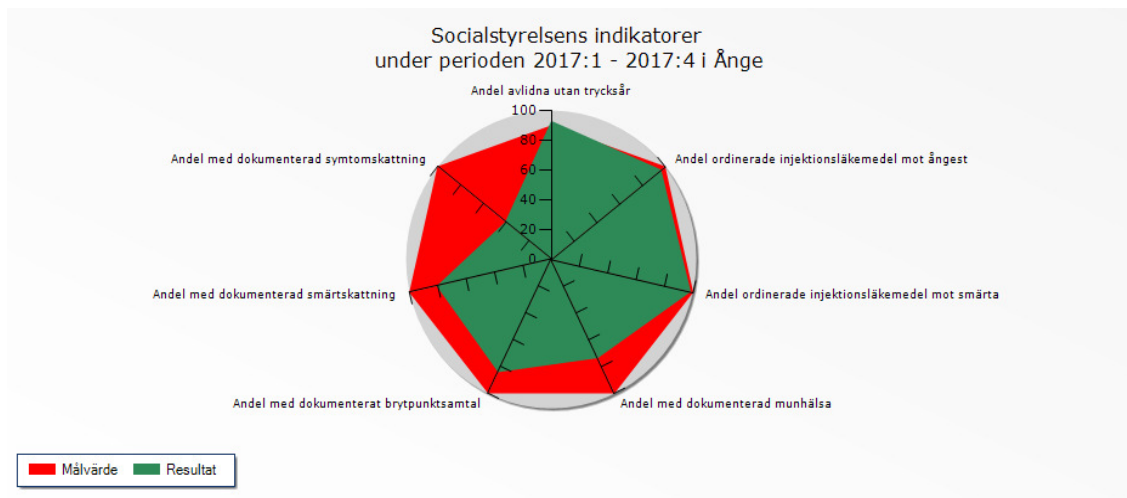 Socialstyrelsens indikatorer
under perioden 2017:1 - 2017:4 i Ånge
Andel avlidna utan trycksår
100
80
60
40
20
0
Andel med dokumenterad symtomskattning
Andel ordinerade injektionsläkemedel mot ångest
Andel med dokumenterad smärtskattning
Andel ordinerade injektionsläkemedel mot smärta
Andel med dokumenterat brytpunktsamtal
Andel med dokumenterad munhälsa
Målvärde
Resultat